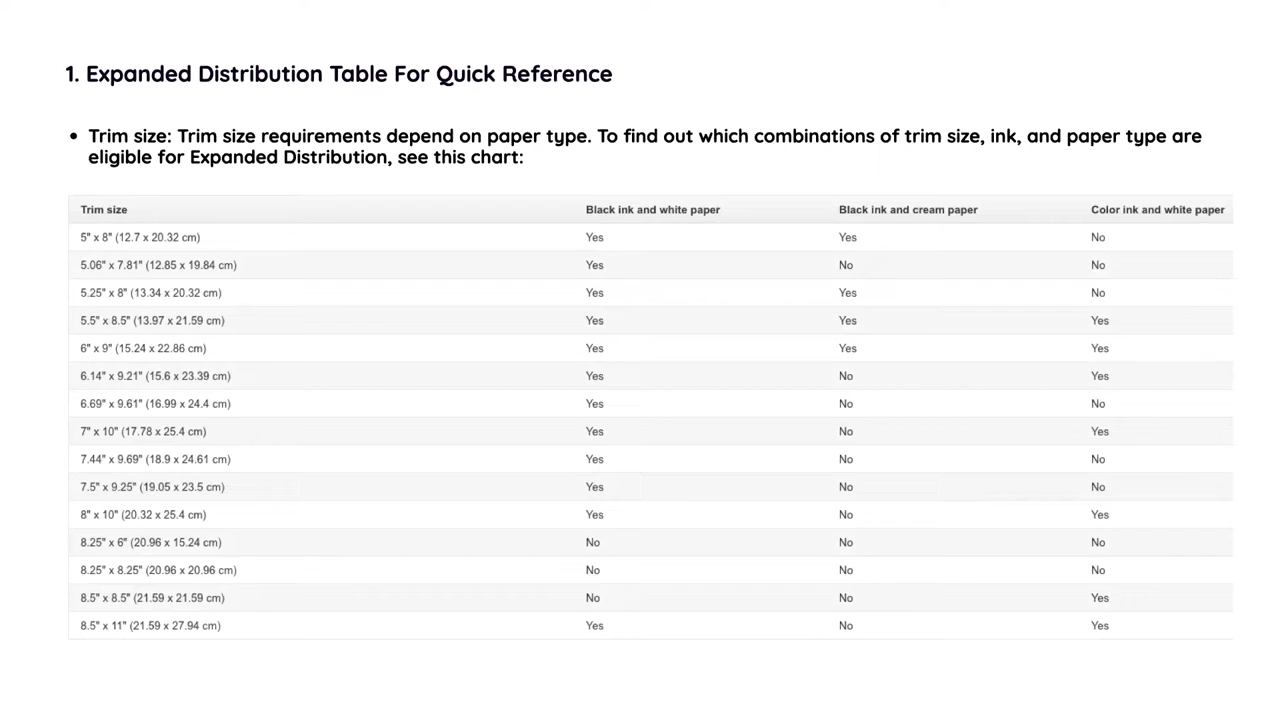 1. Expanded Distribution Table For Quick Reference
• Trim size: Trim size requirements depend on paper type. To find out which combinations of trim size, ink, and paper type are
eligible for Expanded Distribution, see this chart:
Trim size Black ink and white paper Black ink and cream paper Color ink and white paper
5" x 8" (12.7 x 20.32 cm) Yes Yes No
5.06" x 7.81" (12.85 x 19.84 cm) Yes No No
5.25" x 8" (13.34 x 20.32 cm) Yes Yes No
5.5" x 8.5" (13.97 x 21.59 cm) Yes Yes Yes
6" x 9" (15.24 x 22.86 cm) Yes Yes Yes
6.14" x 9.21" (15.6 x 23.39 cm) Yes No Yes
6.69" x 9.61" (16.99 x 24.4 cm) Yes No No
7" x 10" (17.78 x 25.4 cm) Yes No Yes
7.44" x 9.69" (18.9 x 24.61 cm) Yes No No
7.5" x 9.25" (19.05 x 23.5 cm) Yes No No
8" x 10" (20.32 x 25.4 cm) Yes No Yes
8.25" x 6" (20.96 x 15.24 cm) No No No
8.25" x 8.25" (20.96 x 20.96 cm) No No No
8.5" x 8.5" (21.59 x 21.59 cm) No No Yes
8.5" x 11" (21.59 x 27.94 cm) Yes No Yes